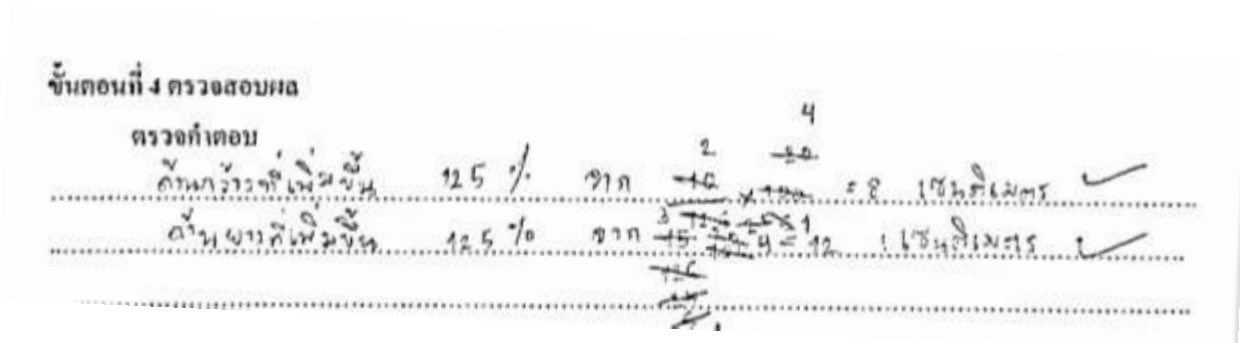 ขั้นตอนที่ 4 ตรวจสอบผล
ตรวจคำตอบ
ด้านกว้างที่เพิ่มขึ้น 125 % จาก = 8 เซนติเมตร
ด้านยาวที่เพิ่มขึ้น 125 % จาก = 12 เซนติเมตร